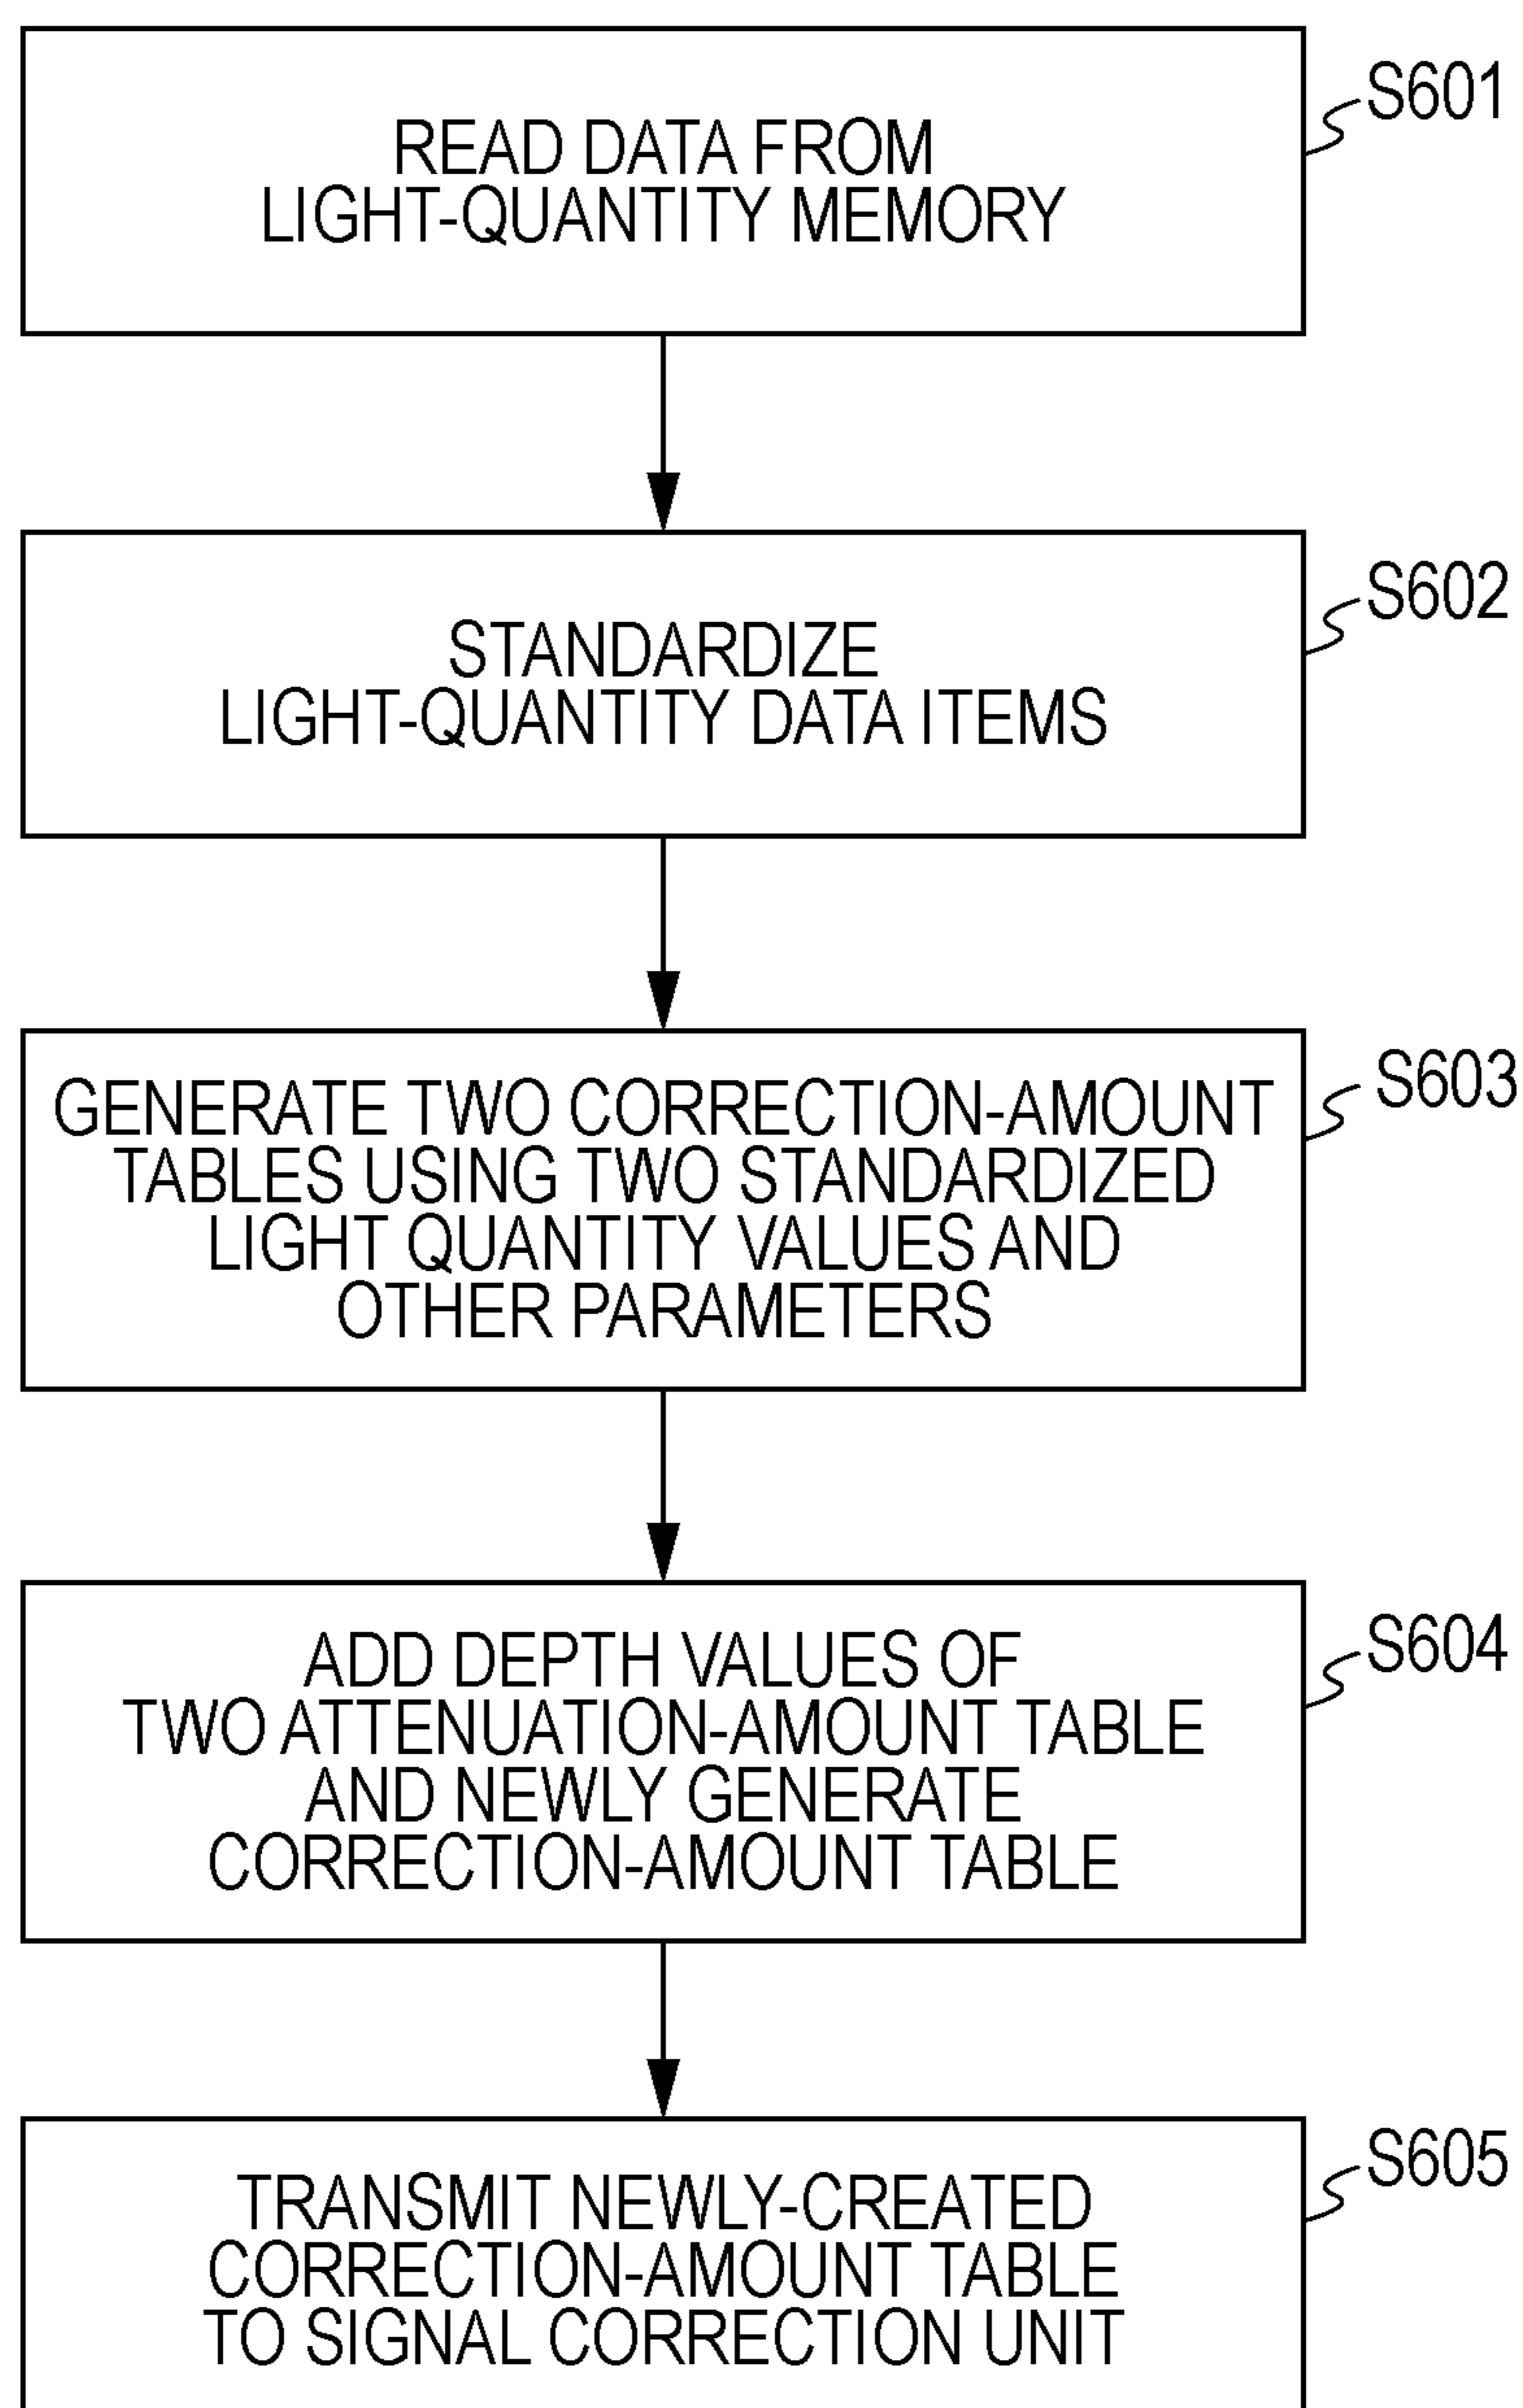 S601
READ DATA FROM
LIGHT-QUANTITY MEMORY
S602
STANDARDIZE
LIGHT-QUANTITY DATA ITEMS
S603
GENERATE TWO CORRECTION-AMOUNT
TABLES USING TWO STANDARDIZED
LIGHT QUANTITY VALUES AND
OTHER PARAMETERS
S604
ADD DEPTH VALUES OF
TWO ATTENUATION-AMOUNT TABLE
AND NEWLY GENERATE
CORRECTION-AMOUNT TABLE
S605
TRANSMIT NEWLY-CREATED
CORRECTION-AMOUNT TABLE
TO SIGNAL CORRECTION UNIT